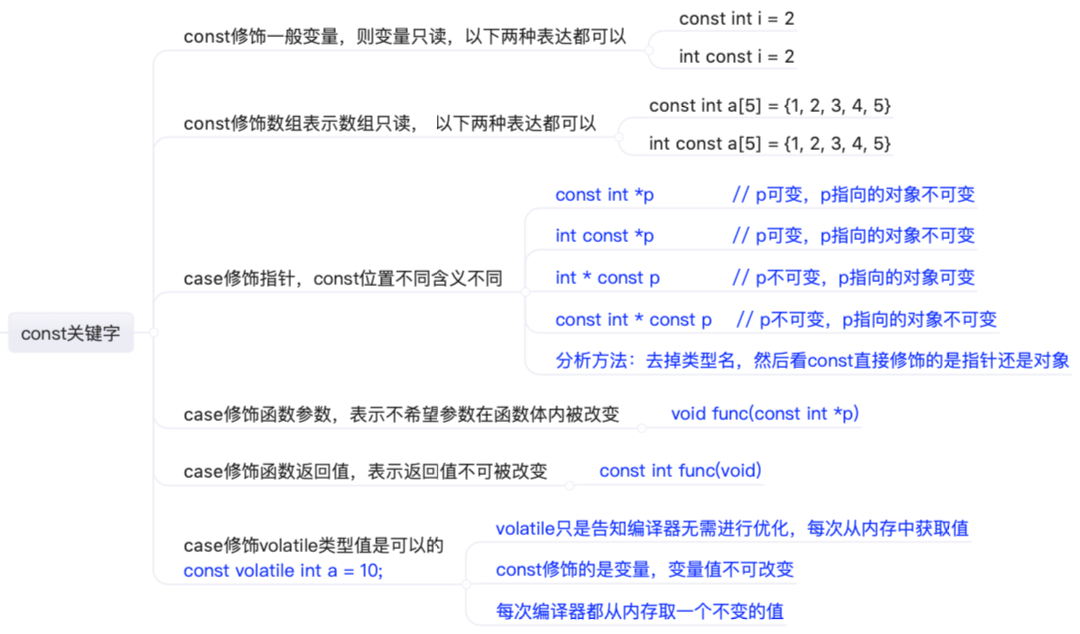 const关键字
const修饰一般变量，则变量只读，以下两种表达都可以
const int i = 2
int const i = 2
const修饰数组表示数组只读， 以下两种表达都可以
const int a[5] = {1, 2, 3, 4, 5}
int const a[5] = {1, 2, 3, 4, 5}
case修饰指针，const位置不同含义不同
const int *p // p可变，p指向的对象不可变
int const *p // p可变，p指向的对象不可变
int * const p // p不可变，p指向的对象可变
const int * const p // p不可变，p指向的对象不可变
分析方法：去掉类型名，然后看const直接修饰的是指针还是对象
case修饰函数参数，表示不希望参数在函数体内被改变
void func(const int *p)
case修饰函数返回值，表示返回值不可被改变
const int func(void)
case修饰volatile类型值是可以的
const volatile int a = 10;
volatile只是告知编译器无需进行优化，每次从内存中获取值
const修饰的是变量，变量值不可改变
每次编译器都从内存取一个不变的值